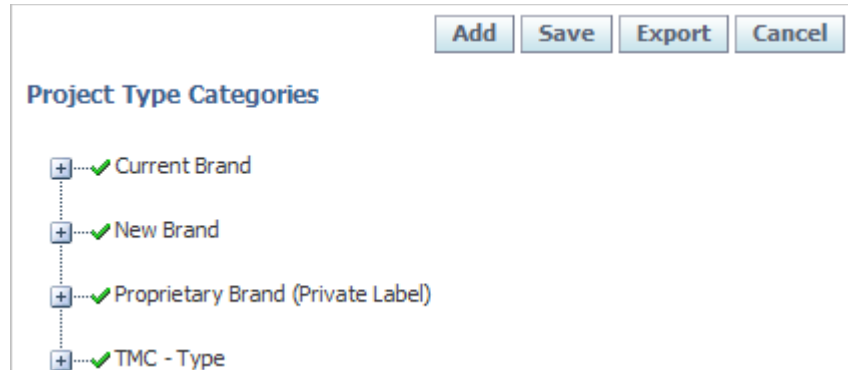 Add Save Export Cancel
Project Type Categories
Current Brand
New Brand
Proprietary Brand (Private Label)
TMC - Type